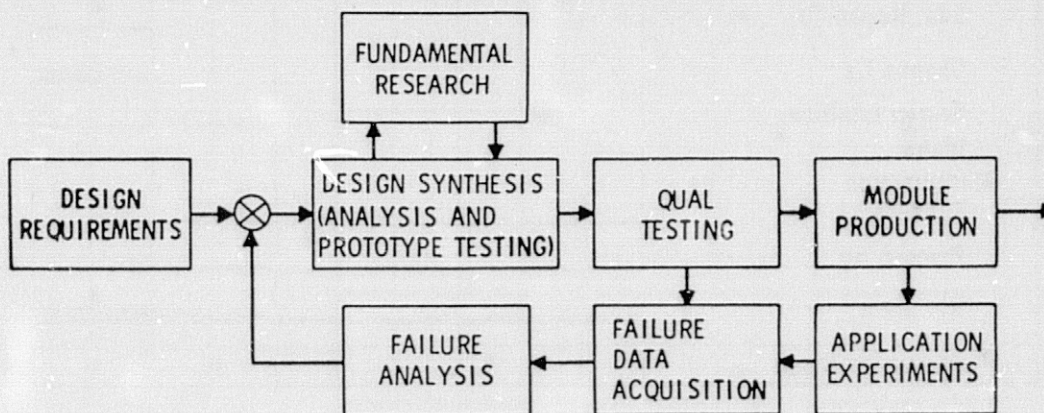 FUNDAMENTAL
RESEARCH
DESIGN
REQUIREMENTS
DESIGN SYNTHESIS
(ANALYSIS AND
PROTOTYPE TESTING)
QUAL
TESTING
MODULE
PRODUCTION
FAILURE
ANALYSIS
FAILURE
DATA
ACQUISITION
APPLICATION
EXPERIMENTS